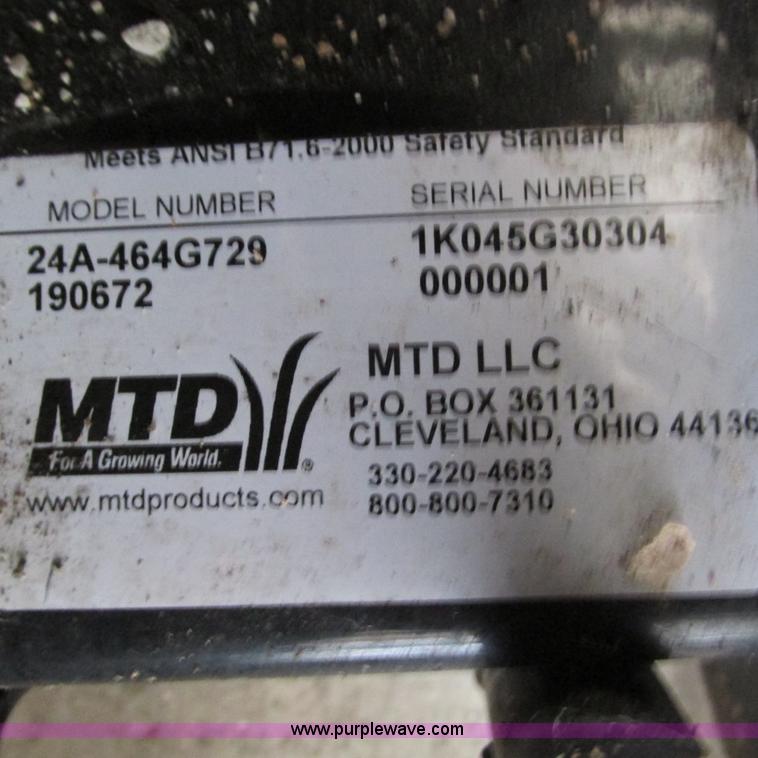 Meets ANSI B71.6-2000 Safety Standard
MODEL NUMBER SERIAL NUMBER
24A-464G729 1K045G30304
190672 000001
MTD
For A Growing World.
®
www.mtdproducts.com
MTD LLC
P.O. BOX 361131
CLEVELAND, OHIO 44136
330-220-4683
800-800-7310
www.purplewave.com